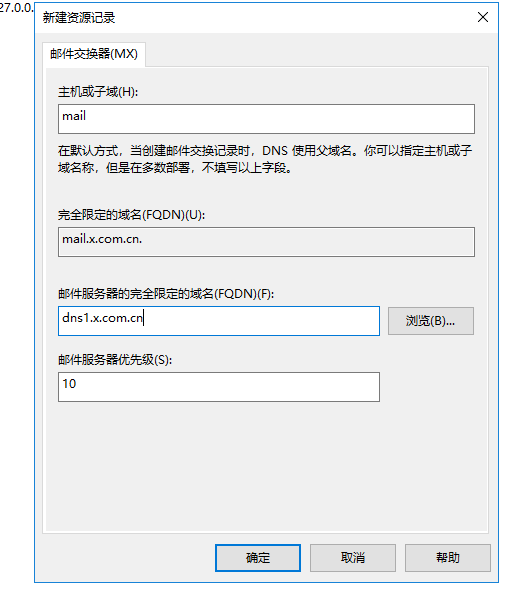 27.0.0.
新建资源记录
邮件交换器(MX)
主机或子域(H):
mail
在默认方式，当创建邮件交换记录时，DNS 使用父域名。你可以指定主机或子
域名称，但是在多数部署，不填写以上字段。
完全限定的域名(FQDN)(U):
mail.x.com.cn.
邮件服务器的完全限定的域名(FQDN)(F):
dns1.x.com.cn
浏览(B)...
邮件服务器优先级(S):
10
确定
取消
帮助